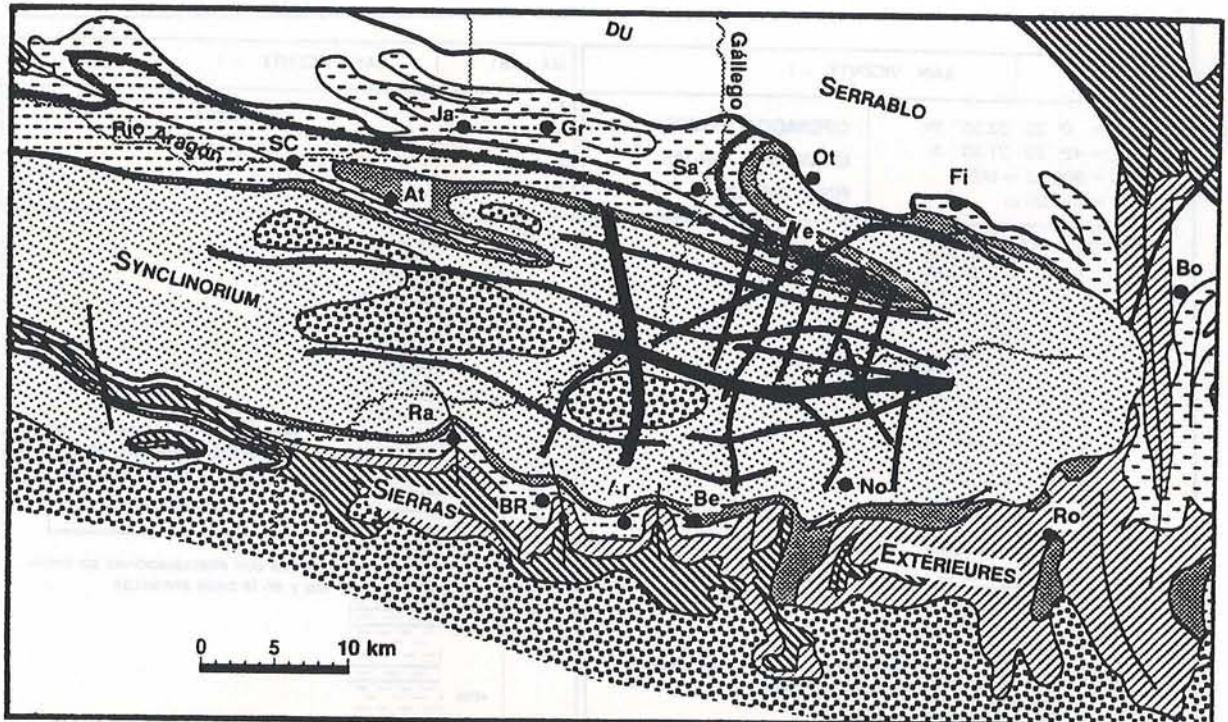 DU
Gállego
SERRABLO
Ja
Gr
Río Aragón
SC
Sa
Ot
Fi
At
Ye
Bo
SYNCLINORIUM
Ra
SIERRAS
BR
Be
No
Ro
EXTÉRIEURES
0 5 10 km